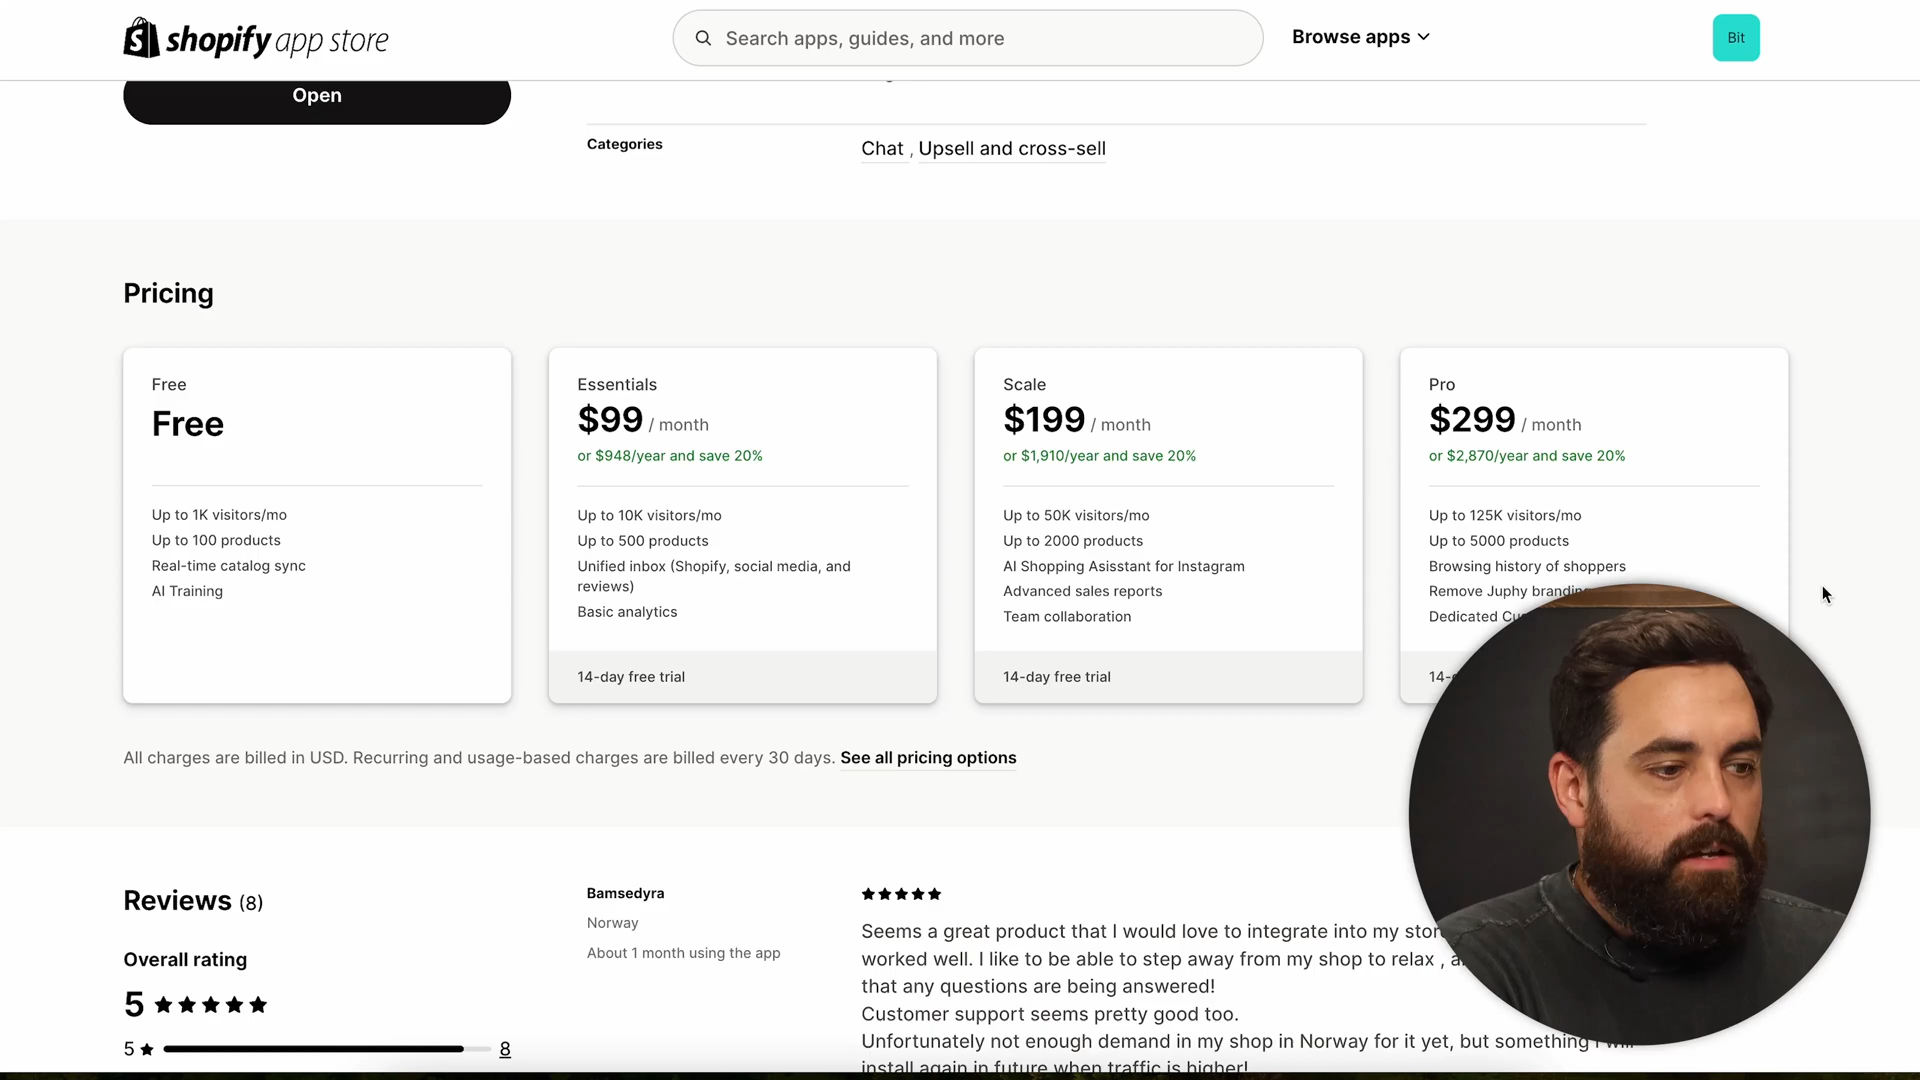 shopify app store
Search apps, guides, and more
Browse apps
Bit
Open
Categories
Chat , Upsell and cross-sell
Pricing
Free
Free
Up to 1K visitors/mo
Up to 100 products
Real-time catalog sync
AI Training
Essentials
$99 / month
or $948/year and save 20%
Up to 10K visitors/mo
Up to 500 products
Unified inbox (Shopify, social media, and
reviews)
Basic analytics
14-day free trial
Scale
$199 / month
or $1,910/year and save 20%
Up to 50K visitors/mo
Up to 2000 products
AI Shopping Asisstant for Instagram
Advanced sales reports
Team collaboration
14-day free trial
Pro
$299 / month
or $2,870/year and save 20%
Up to 125K visitors/mo
Up to 5000 products
Browsing history of shoppers
Remove Juphy branding
Dedicated
All charges are billed in USD. Recurring and usage-based charges are billed every 30 days. See all pricing options
Reviews (8)
Overall rating
5
5 8
Bamsedyra
Norway
About 1 month using the app
Seems a great product that I would love to integrate into my
worked well. I like to be able to step away from my shop to relax ,
that any questions are being answered!
Customer support seems pretty good too.
Unfortunately not enough demand in my shop in Norway for it yet, but something I will
install again in future when traffic is higher!